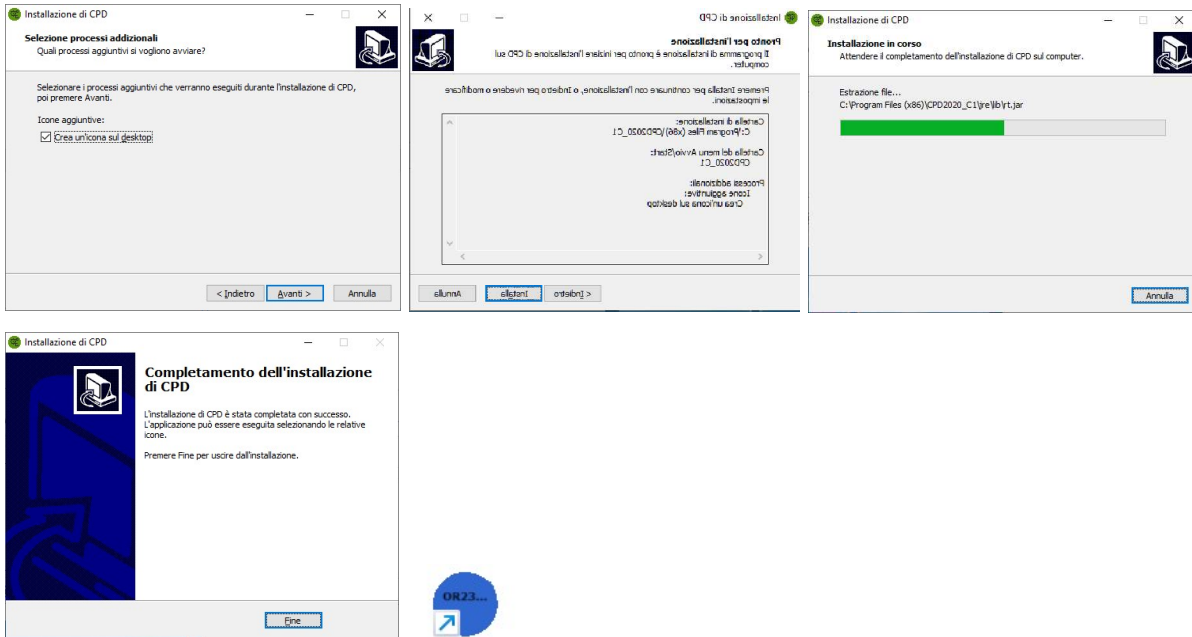 Installazione di CPD
Selezione processi addizionali
Quali processi aggiuntivi si vogliono avviare?
Selezionare i processi aggiuntivi che verranno eseguiti durante l'installazione di CPD,
poi premere Avanti.
Icone aggiuntive:
Crea un'icona sul desktop
< Indietro Avanti > Annulla
Installazione di CPD
Pronto per l'installazione
Il programma di installazione è pronto per iniziare l'installazione di CPD sul
computer.
Premere Installa per continuare con l'installazione, o Indietro per rivedere o modificare
le impostazioni.
Cartella di installazione:
C:\Program Files (x86)\CPD2020_C1
Cartella del menu Avvio/Start:
CPD2020_C1
Processi addizionali:
Icone aggiuntive:
Crea un'icona sul desktop
< Indietro Installa Annulla
Installazione di CPD
Installazione in corso
Attendere il completamento dell'installazione di CPD sul computer.
Estrazione file...
C:\Program Files (x86)\CPD2020_C1\jre\lib\rt.jar
Annulla
Installazione di CPD
Completamento dell'installazione
di CPD
L'installazione di CPD è stata completata con successo.
L'applicazione può essere eseguita selezionando le relative
icone.
Premere Fine per uscire dall'installazione.
Fine
OR23...